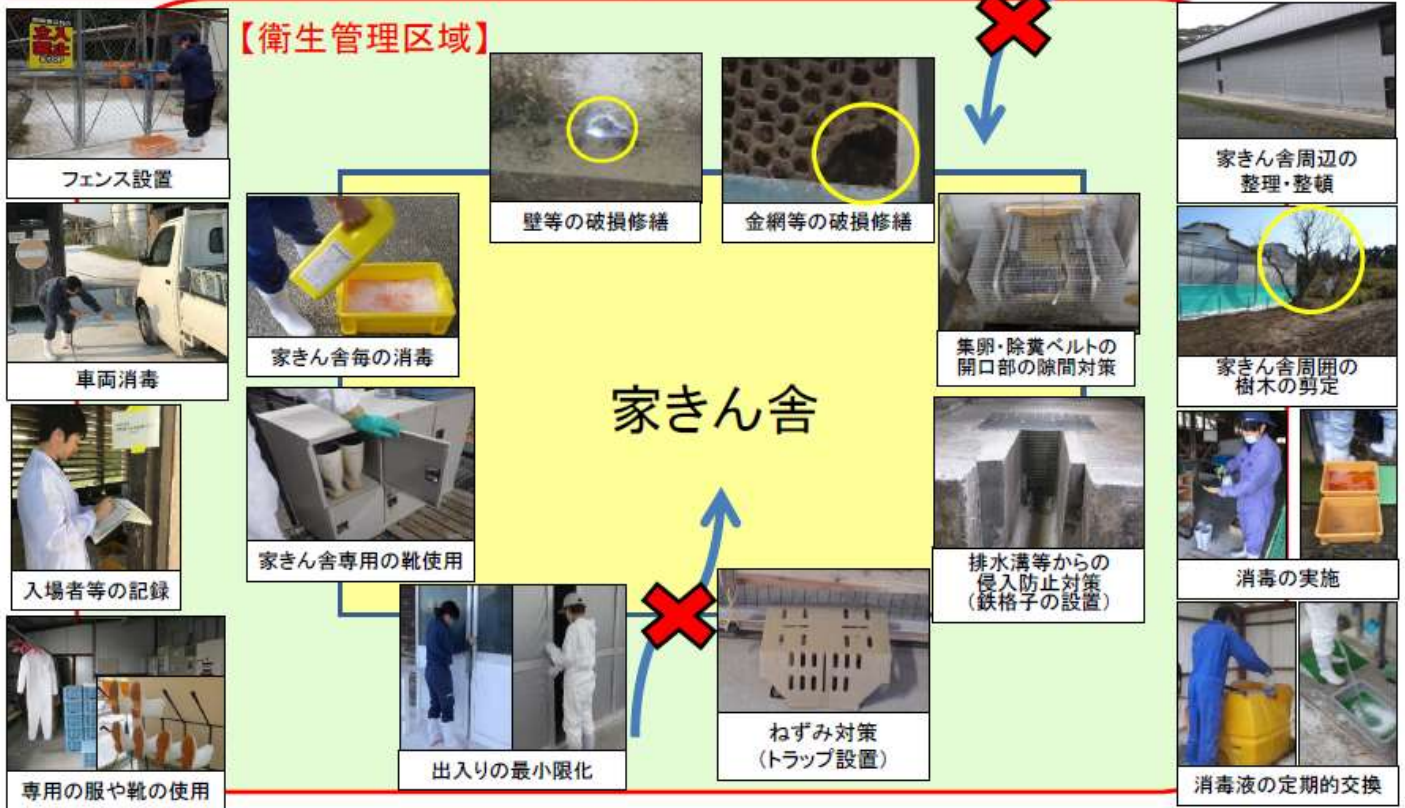 【衛生管理区域】
立入
禁止
フェンス設置
壁等の破損修繕
金網等の破損修繕
家きん舎周辺の
整理・整頓
車両消毒
家きん舎毎の消毒
集卵・除糞ベルトの
開口部の隙間対策
家きん舎周囲の
樹木の剪定
家きん舎
入場者等の記録
家きん舎専用の靴使用
排水溝等からの
侵入防止対策
(鉄格子の設置)
消毒の実施
専用の服や靴の使用
出入りの最小限化
ねずみ対策
(トラップ設置)
消毒液の定期的交換